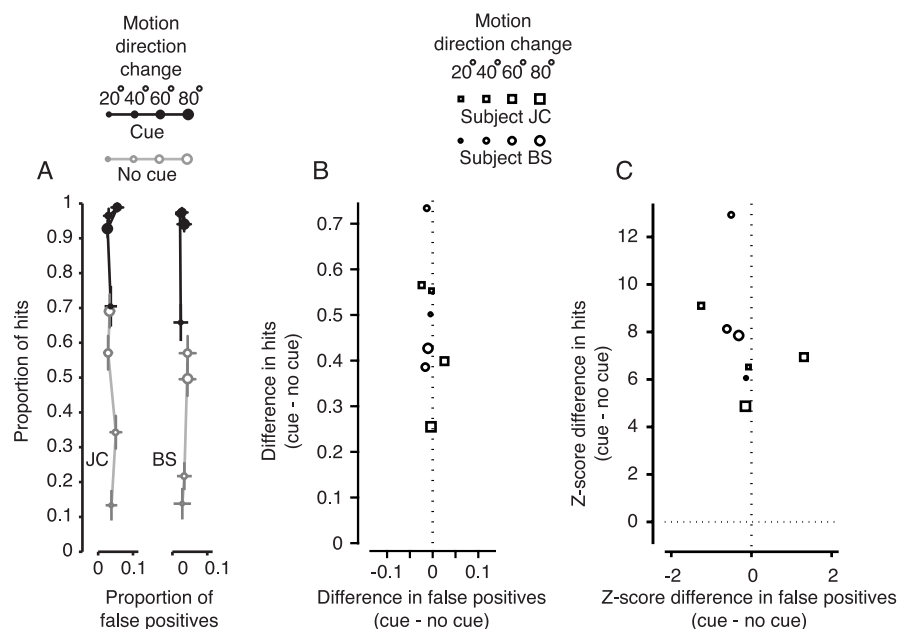 Motion
direction
change
20° 40° 60° 80°
Cue
No cue
Motion direction
change
20° 40° 60° 80°
Subject JC
Subject BS
A
1
0.9
0.8
0.7
0.6
0.5
0.4
0.3
0.2
0.1
0
Proportion of hits
JC
BS
0 0.1
0 0.1
Proportion of
false positives
B
0.7
0.6
0.5
0.4
0.3
0.2
0.1
0
Difference in hits
(cue - no cue)
-0.1 0 0.1
Difference in false positives
(cue - no cue)
C
12
10
8
6
4
2
0
Z-score difference in hits
(cue - no cue)
-2 0 2
Z-score difference in false positives
(cue - no cue)